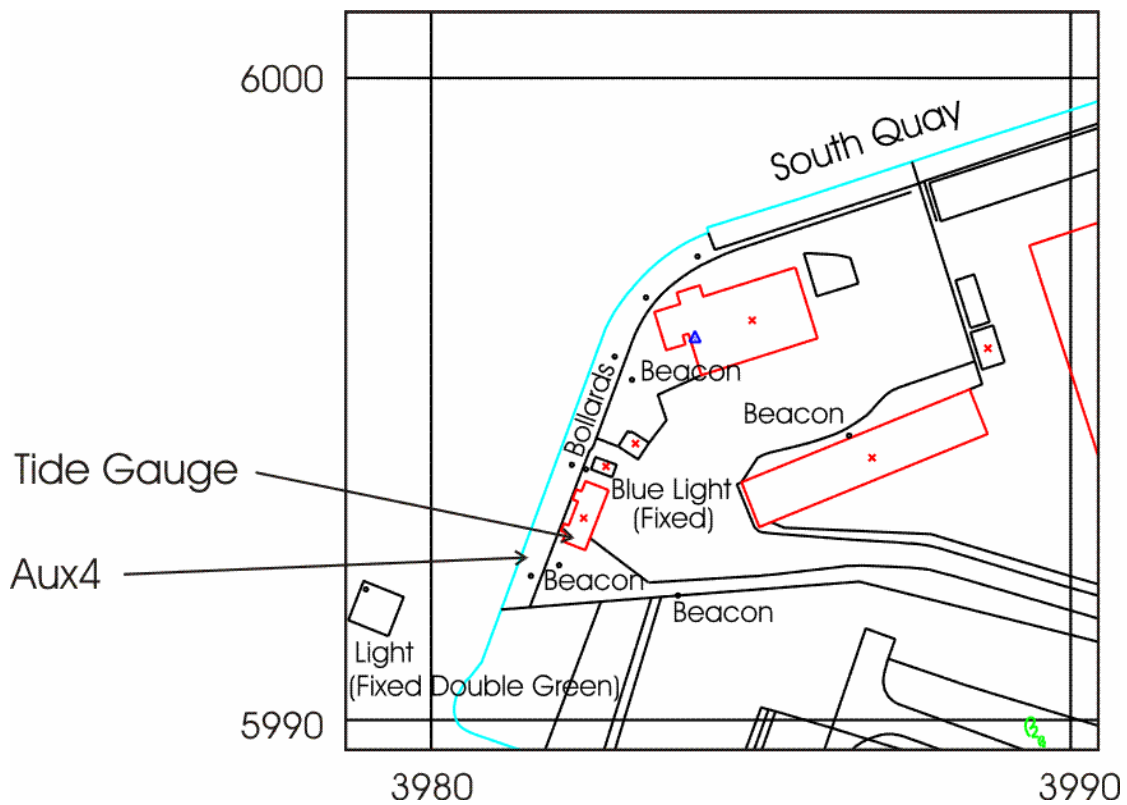 6000
South Quay
Beacon
Bollards
Beacon
Tide Gauge
Blue Light
(Fixed)
Aux4
Beacon
Beacon
Light
(Fixed Double Green)
5990
3980
3990